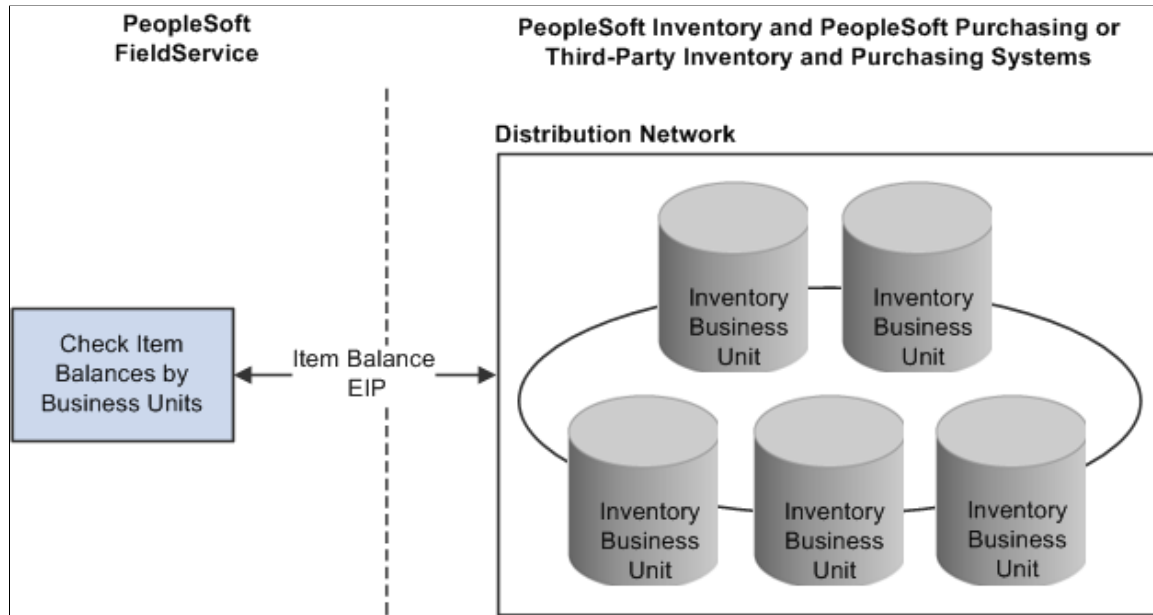 PeopleSoft
FieldService
PeopleSoft Inventory and PeopleSoft Purchasing or
Third-Party Inventory and Purchasing Systems
Distribution Network
Inventory
Business
Unit
Inventory
Business
Unit
Check Item
Balances by
Business Units
Item Balance
EIP
Inventory
Business
Unit
Inventory
Business
Unit
Inventory
Business
Unit